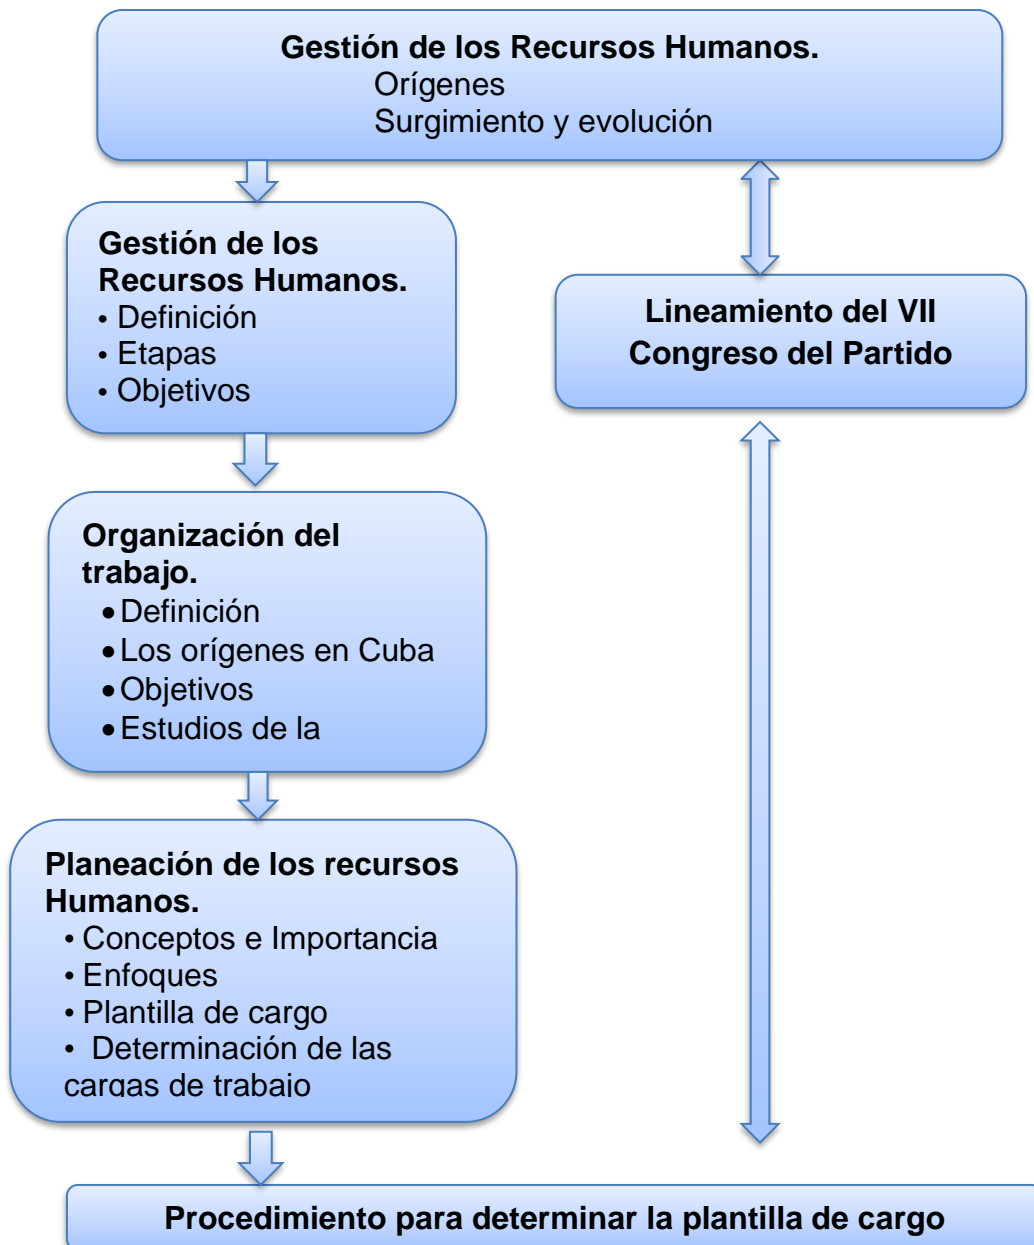 Gestión de los Recursos Humanos.
Orígenes
Surgimiento y evolución
Gestión de los
Recursos Humanos.
• Definición
• Etapas
• Objetivos
Lineamiento del VII
Congreso del Partido
Organización del
trabajo.
• Definición
• Los orígenes en Cuba
• Objetivos
• Estudios de la
Planeación de los recursos
Humanos.
• Conceptos e Importancia
• Enfoques
• Plantilla de cargo
• Determinación de las
cargas de trabajo
Procedimiento para determinar la plantilla de cargo